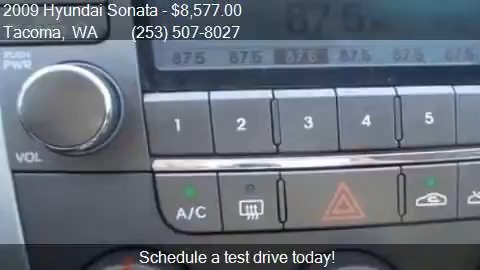 2009 Hyundai Sonata - $8,577.00
Tacoma, WA (253) 507-8027
87.5
PUSH
PWR
87.5 87.5 87.5 87.5 87.5
1 2 3 4 5
VOL
A/C
Schedule a test drive today!